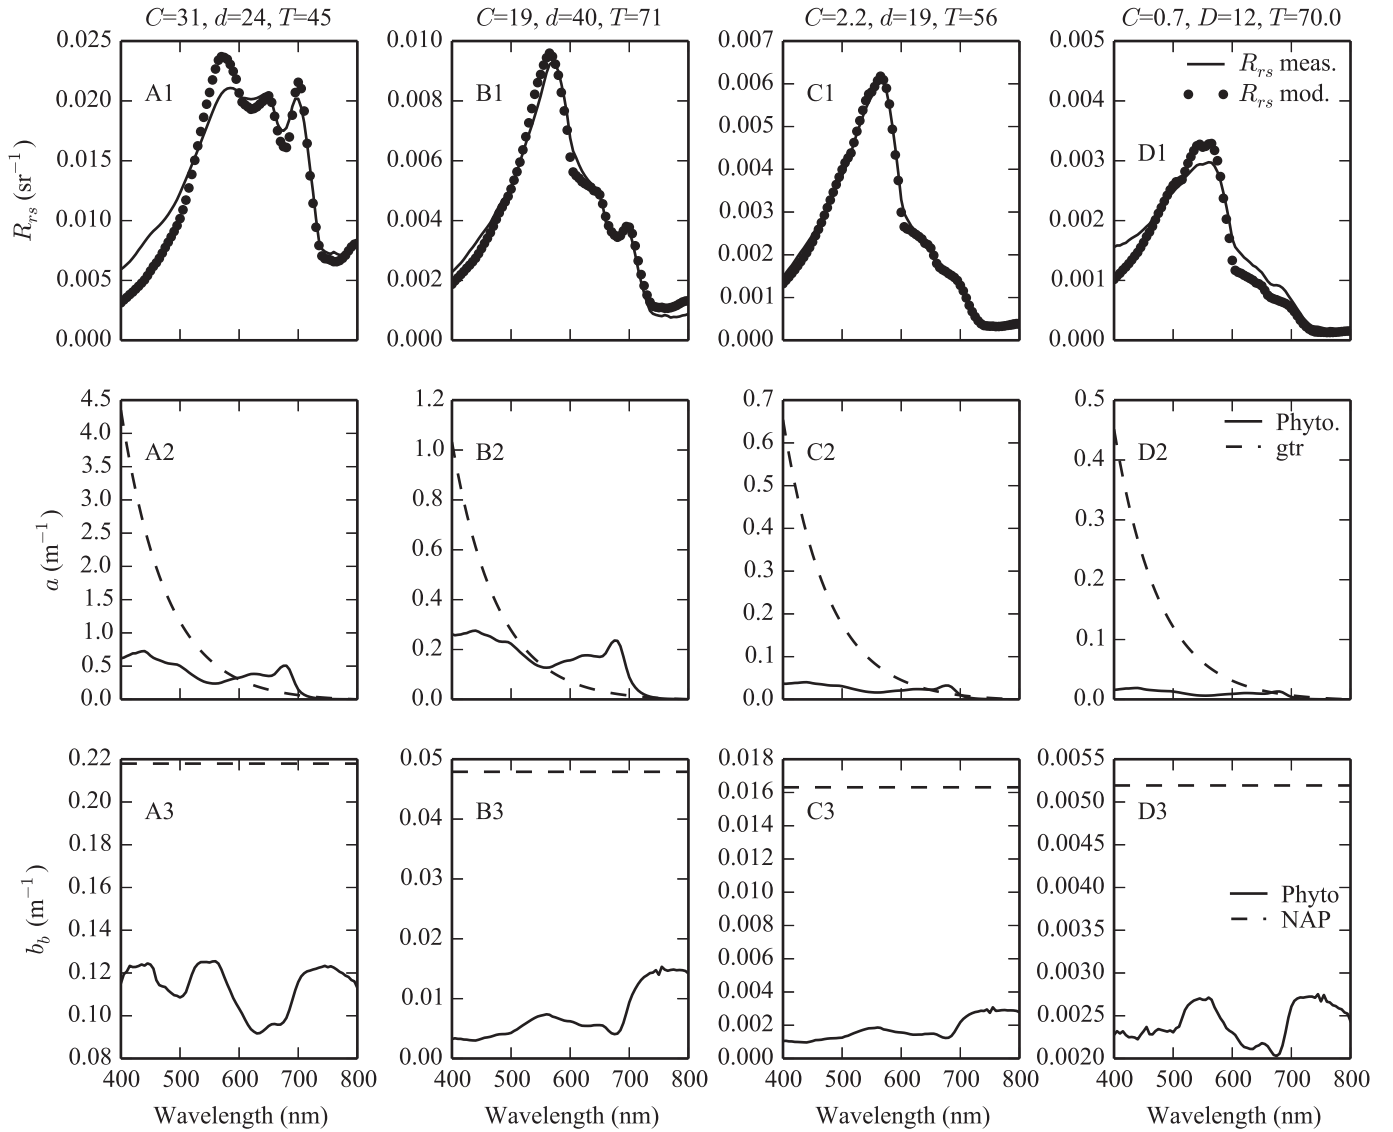 C=31, d=24, T=45
C=19, d=40, T=71
C=2.2, d=19, T=56
C=0.7, D=12, T=70.0
0.025
0.020
0.015
0.010
0.005
0.000
R_rs (sr⁻¹)
A1
0.010
0.008
0.006
0.004
0.002
0.000
B1
0.007
0.006
0.005
0.004
0.003
0.002
0.001
0.000
C1
0.005
0.004
0.003
0.002
0.001
0.000
D1
R_rs meas.
R_rs mod.
4.5
4.0
3.5
3.0
2.5
2.0
1.5
1.0
0.5
0.0
a (m⁻¹)
A2
1.2
1.0
0.8
0.6
0.4
0.2
0.0
B2
0.7
0.6
0.5
0.4
0.3
0.2
0.1
0.0
C2
0.5
0.4
0.3
0.2
0.1
0.0
D2
Phyto.
gtr
0.22
0.20
0.18
0.16
0.14
0.12
0.10
0.08
b_b (m⁻¹)
A3
400 500 600 700 800
Wavelength (nm)
0.05
0.04
0.03
0.02
0.01
0.00
B3
400 500 600 700 800
Wavelength (nm)
0.018
0.016
0.014
0.012
0.010
0.008
0.006
0.004
0.002
0.000
C3
400 500 600 700 800
Wavelength (nm)
0.0055
0.0050
0.0045
0.0040
0.0035
0.0030
0.0025
0.0020
D3
Phyto
NAP
400 500 600 700 800
Wavelength (nm)